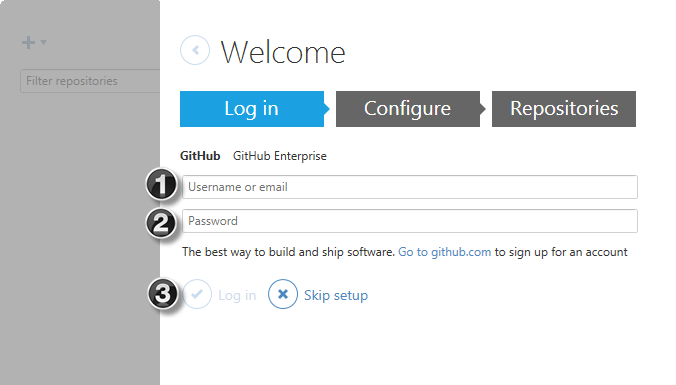 Welcome
Filter repositories
Log in Configure Repositories
GitHub GitHub Enterprise
1 Username or email
2 Password
The best way to build and ship software. Go to github.com to sign up for an account
3 Log in Skip setup